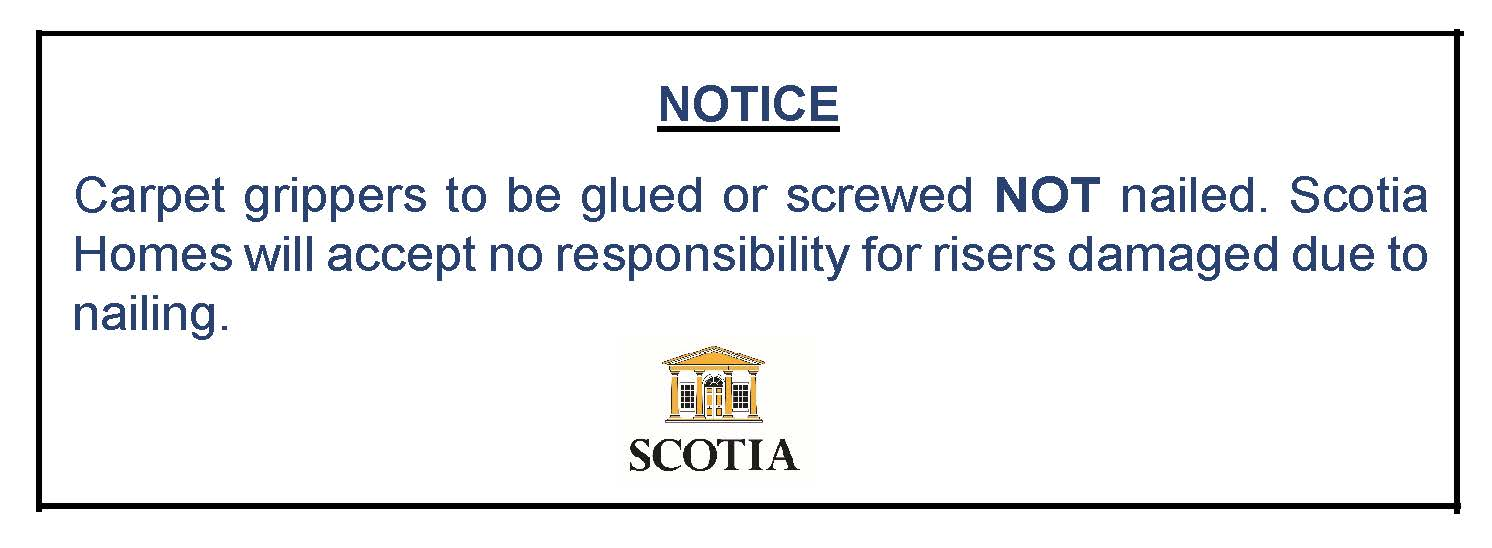 NOTICE
Carpet grippers to be glued or screwed NOT nailed. Scotia
Homes will accept no responsibility for risers damaged due to
nailing.
SCOTIA